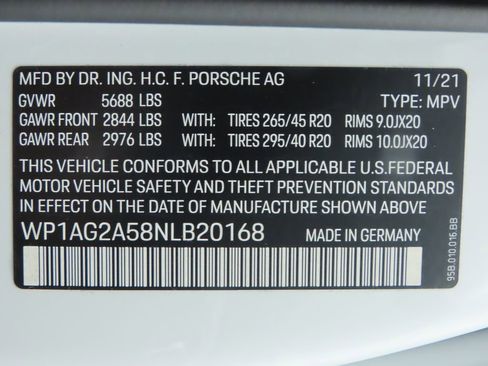 MFD BY DR. ING. H.C. F. PORSCHE AG 11/21
GVWR 5688 LBS TYPE: MPV
GAWR FRONT 2844 LBS WITH: TIRES 265/45 R20 RIMS 9.0JX20
GAWR REAR 2976 LBS WITH: TIRES 295/40 R20 RIMS 10.0JX20
THIS VEHICLE CONFORMS TO ALL APPLICABLE U.S.FEDERAL
MOTOR VEHICLE SAFETY AND THEFT PREVENTION STANDARDS
IN EFFECT ON THE DATE OF MANUFACTURE SHOWN ABOVE
WP1AG2A58NLB20168 MADE IN GERMANY
95B.010.016 BB